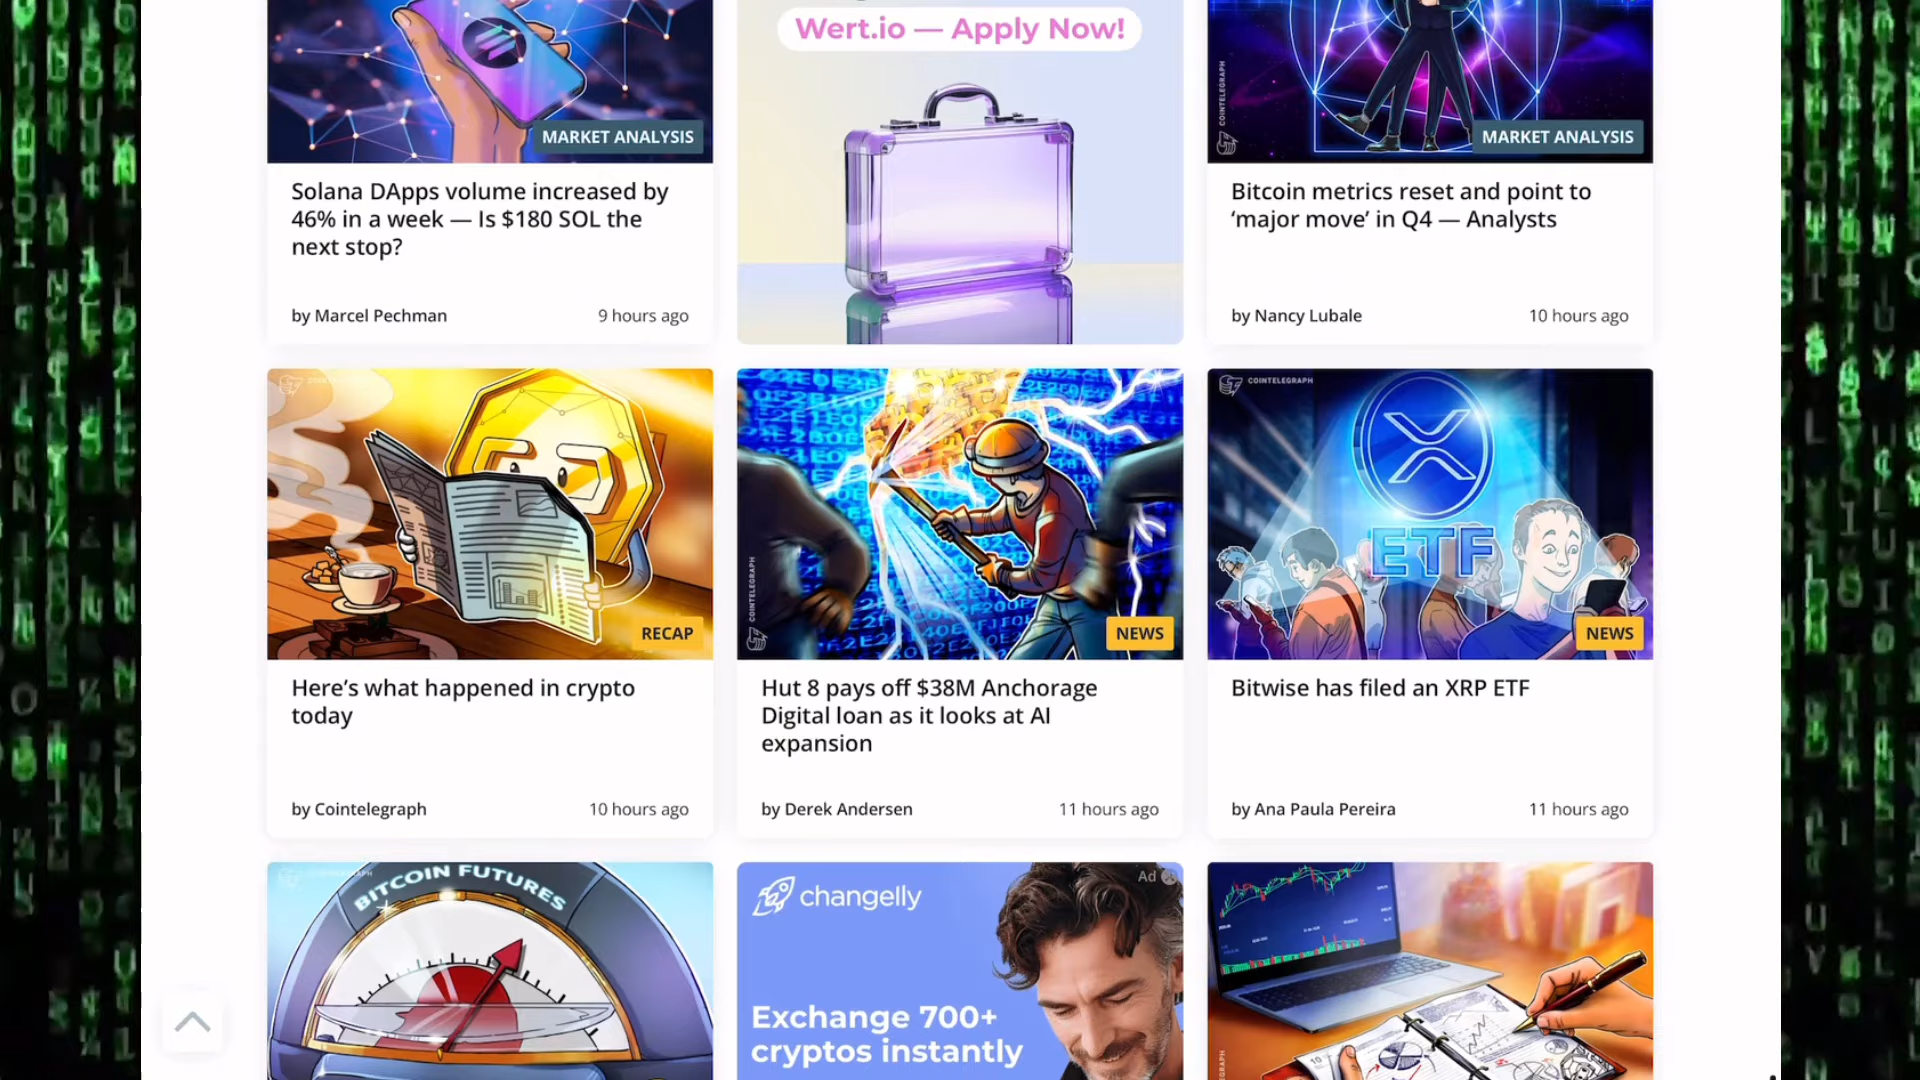 Wert.io — Apply Now!
MARKET ANALYSIS
Solana DApps volume increased by
46% in a week — Is $180 SOL the
next stop?
by Marcel Pechman
9 hours ago
COINTELEGRAPH
MARKET ANALYSIS
Bitcoin metrics reset and point to
‘major move’ in Q4 — Analysts
by Nancy Lubale
10 hours ago
RECAP
Here’s what happened in crypto
today
by Cointelegraph
10 hours ago
COINTELEGRAPH
NEWS
Hut 8 pays off $38M Anchorage
Digital loan as it looks at AI
expansion
by Derek Andersen
11 hours ago
COINTELEGRAPH
ETF
NEWS
Bitwise has filed an XRP ETF
by Ana Paula Pereira
11 hours ago
BITCOIN FUTURES
Ad
changelly
Exchange 700+
cryptos instantly